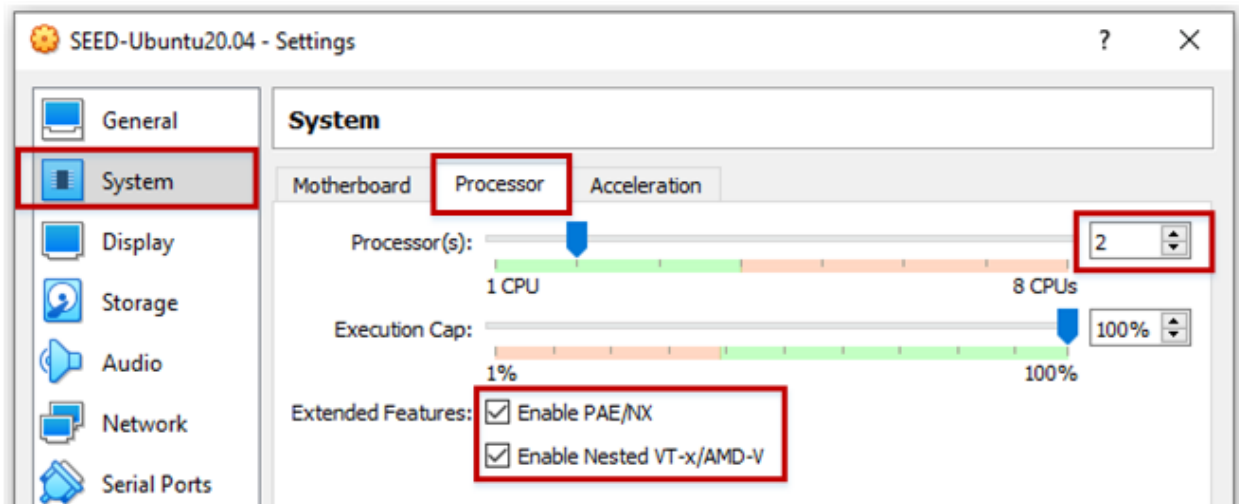 SEED-Ubuntu20.04 - Settings ? ×
General
System
System
Motherboard Processor Acceleration
Display
Processor(s): 2
1 CPU 8 CPUs
Storage
Execution Cap: 100%
1% 100%
Audio
Extended Features: Enable PAE/NX
Network
Enable Nested VT-x/AMD-V
Serial Ports